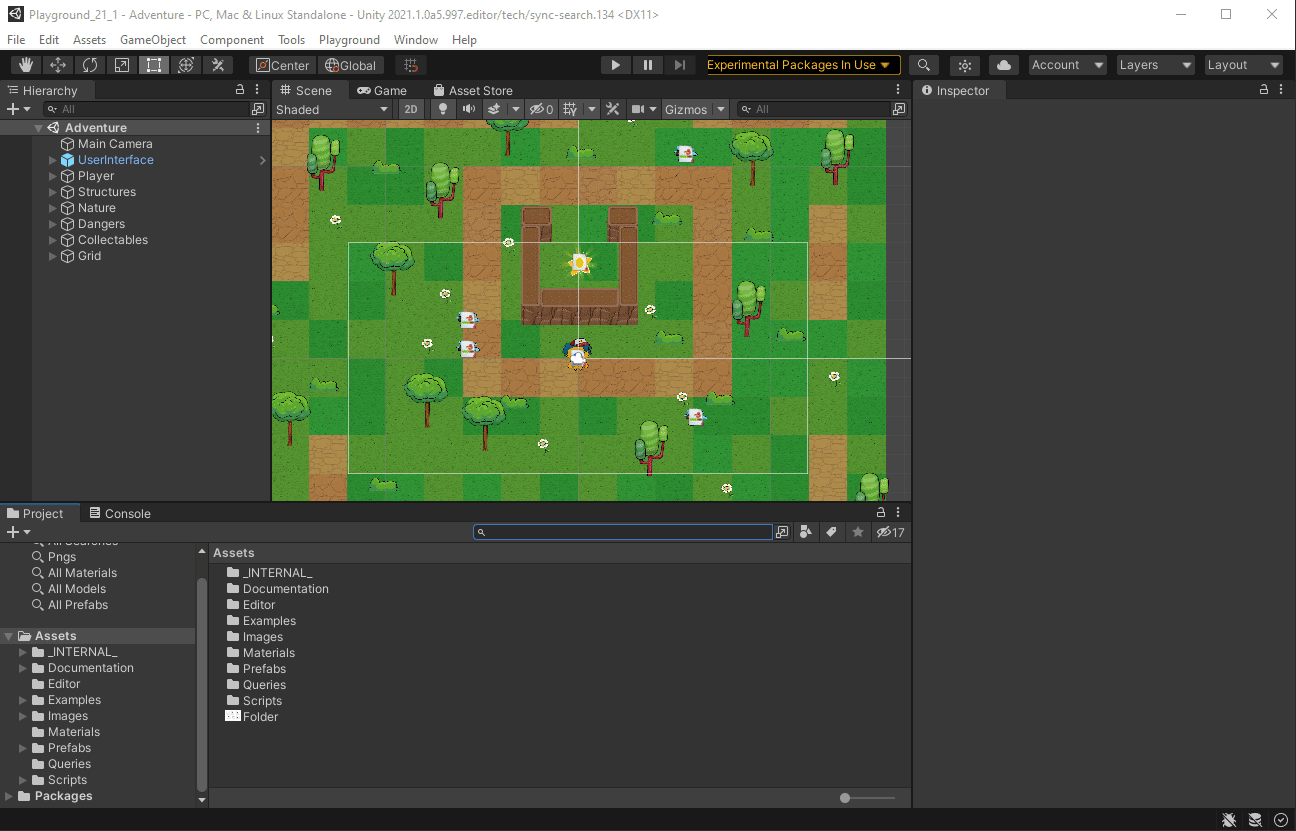 Playground_21_1 - Adventure - PC, Mac & Linux Standalone - Unity 2021.1.0a5.997.editor/tech/sync-search.134 <DX11>
File Edit Assets GameObject Component Tools Playground Window Help
Center Global Experimental Packages In Use Account Layers Layout
Hierarchy Scene Game Asset Store Inspector
All Shaded 2D 0 Gizmos All
Adventure
Main Camera
UserInterface
Player
Structures
Nature
Dangers
Collectables
Grid
Project Console
17
All Searches
Pngs
All Materials
All Models
All Prefabs
Assets
_INTERNAL_
Documentation
Editor
Examples
Images
Materials
Prefabs
Queries
Scripts
Packages
Assets
_INTERNAL_
Documentation
Editor
Examples
Images
Materials
Prefabs
Queries
Scripts
Folder